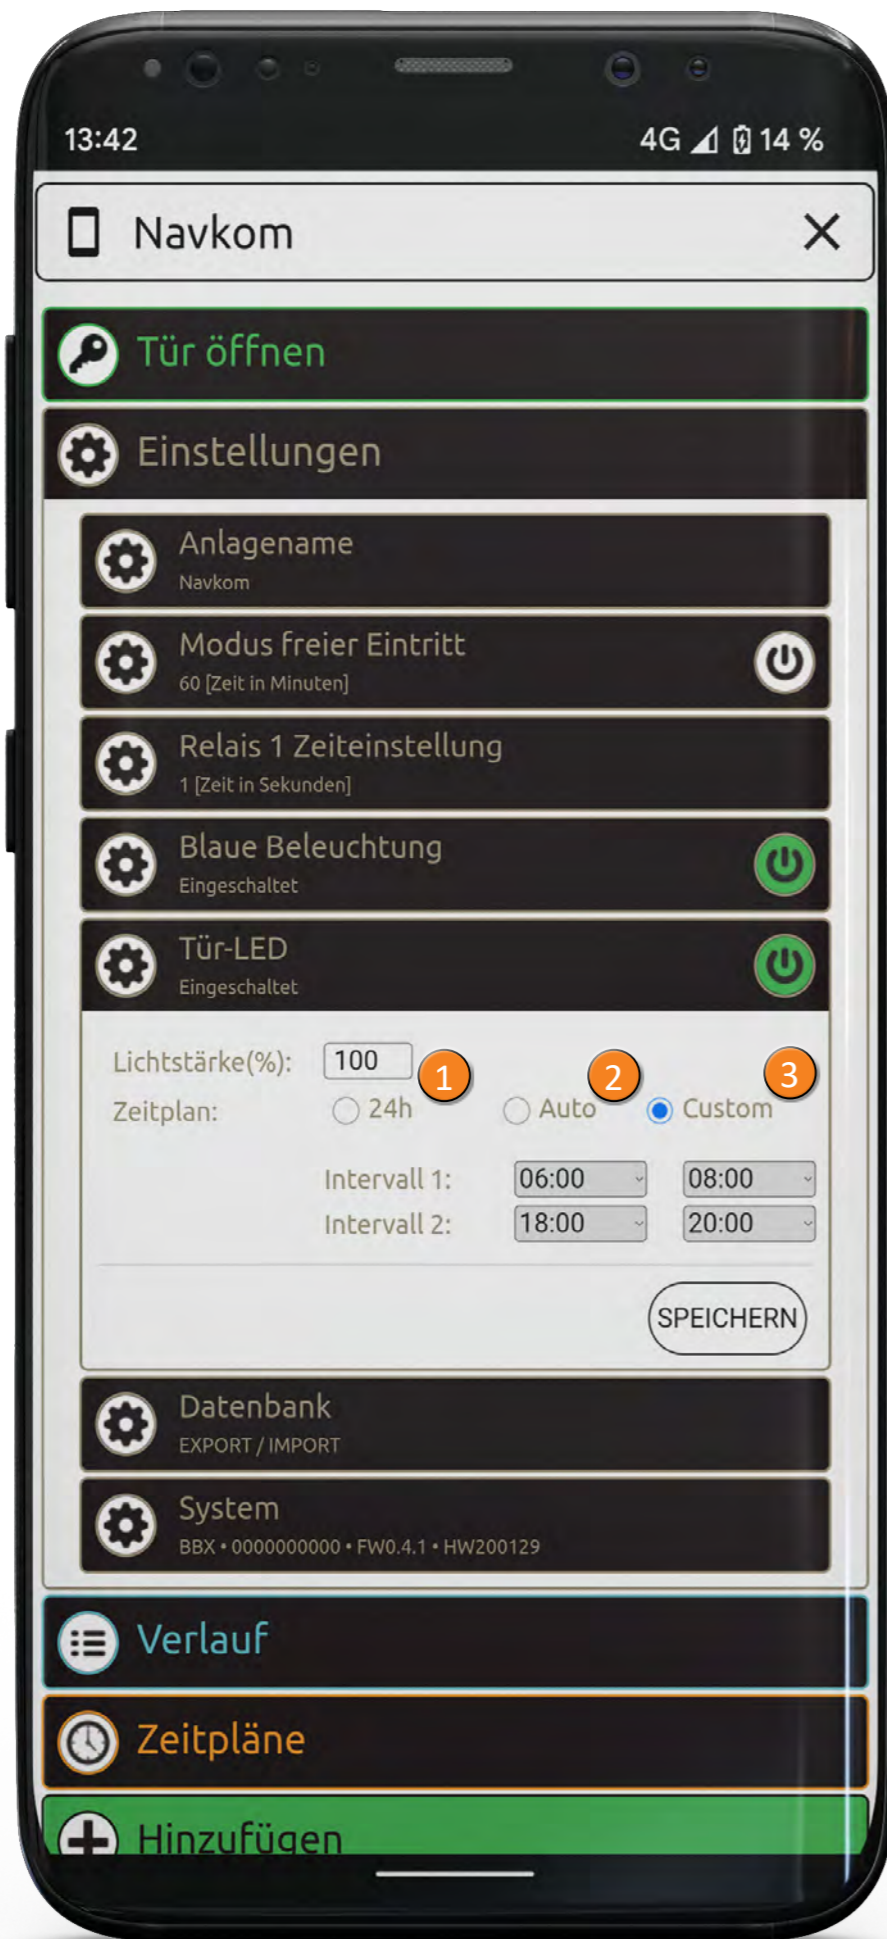 13:42 4G 14 %
Navkom
Tür öffnen
Einstellungen
Anlagename
Navkom
Modus freier Eintritt
60 [Zeit in Minuten]
Relais 1 Zeiteinstellung
1 [Zeit in Sekunden]
Blaue Beleuchtung
Eingeschaltet
Tür-LED
Eingeschaltet
Lichtstärke(%): 100
1 2 3
Zeitplan: 24h Auto Custom
Intervall 1: 06:00 08:00
Intervall 2: 18:00 20:00
SPEICHERN
Datenbank
EXPORT / IMPORT
System
BBX • 0000000000 • FW0.4.1 • HW200129
Verlauf
Zeitpläne
Hinzufügen